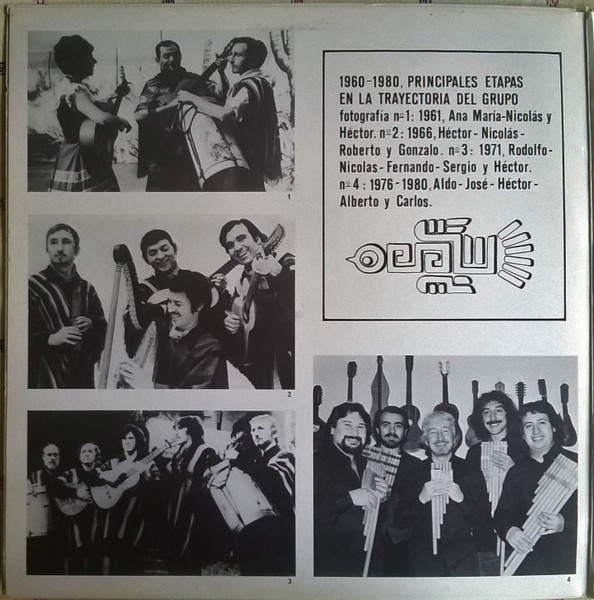 1960-1980, PRINCIPALES ETAPAS
EN LA TRAYECTORIA DEL GRUPO
fotografía nº1: 1961, Ana María-Nicolás y
Héctor. nº2: 1966, Héctor-Nicolás-
Roberto y Gonzalo. nº3: 1971, Rodolfo-
Nicolas-Fernando-Sergio y Héctor.
nº4: 1976-1980, Aldo-José-Héctor-
Alberto y Carlos.
1
2
3
4